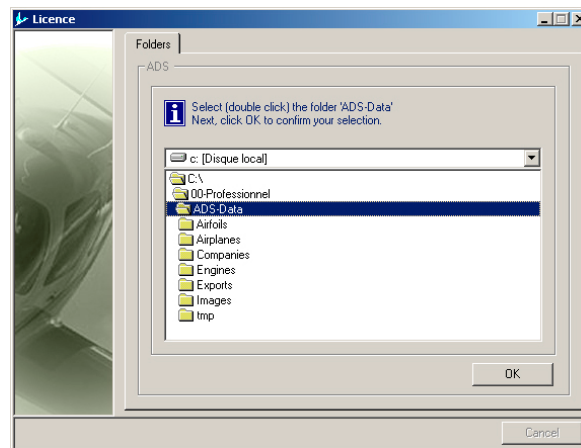 Licence
Folders
ADS
Select (double click) the folder 'ADS-Data'
Next, click OK to confirm your selection.
c: [Disque local]
C:\
00-Professionnel
ADS-Data
Airfoils
Airplanes
Companies
Engines
Exports
Images
tmp
OK
Cancel